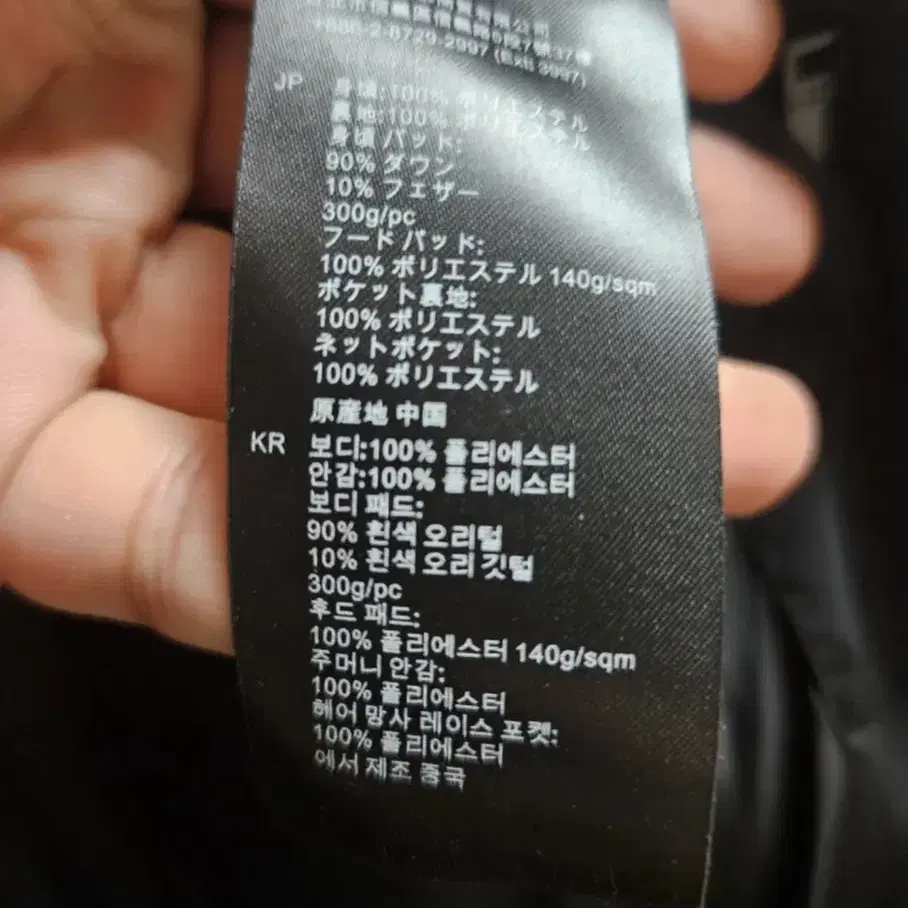 +886-2-8729-2997 (Ext 9997)
JP
身頃:100% ポリエステル
裏地:100% ポリエステル
身頃パッド:
90% ダウン
10% フェザー
300g/pc
フードパッド:
100% ポリエステル 140g/sqm
ポケット裏地:
100% ポリエステル
ネットポケット:
100% ポリエステル
原産地 中国
KR 보디:100% 폴리에스터
안감:100% 폴리에스터
보디 패드:
90% 흰색 오리털
10% 흰색 오리 깃털
300g/pc
후드 패드:
100% 폴리에스터 140g/sqm
주머니 안감:
100% 폴리에스터
헤어 망사 레이스 포켓:
100% 폴리에스터
에서 제조 중국